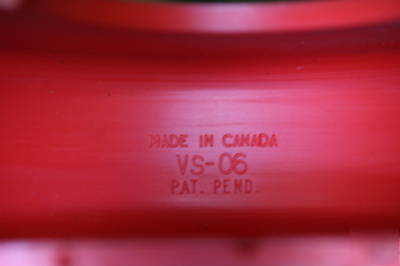 MADE IN CANADA
VS-06
PAT. PEND.